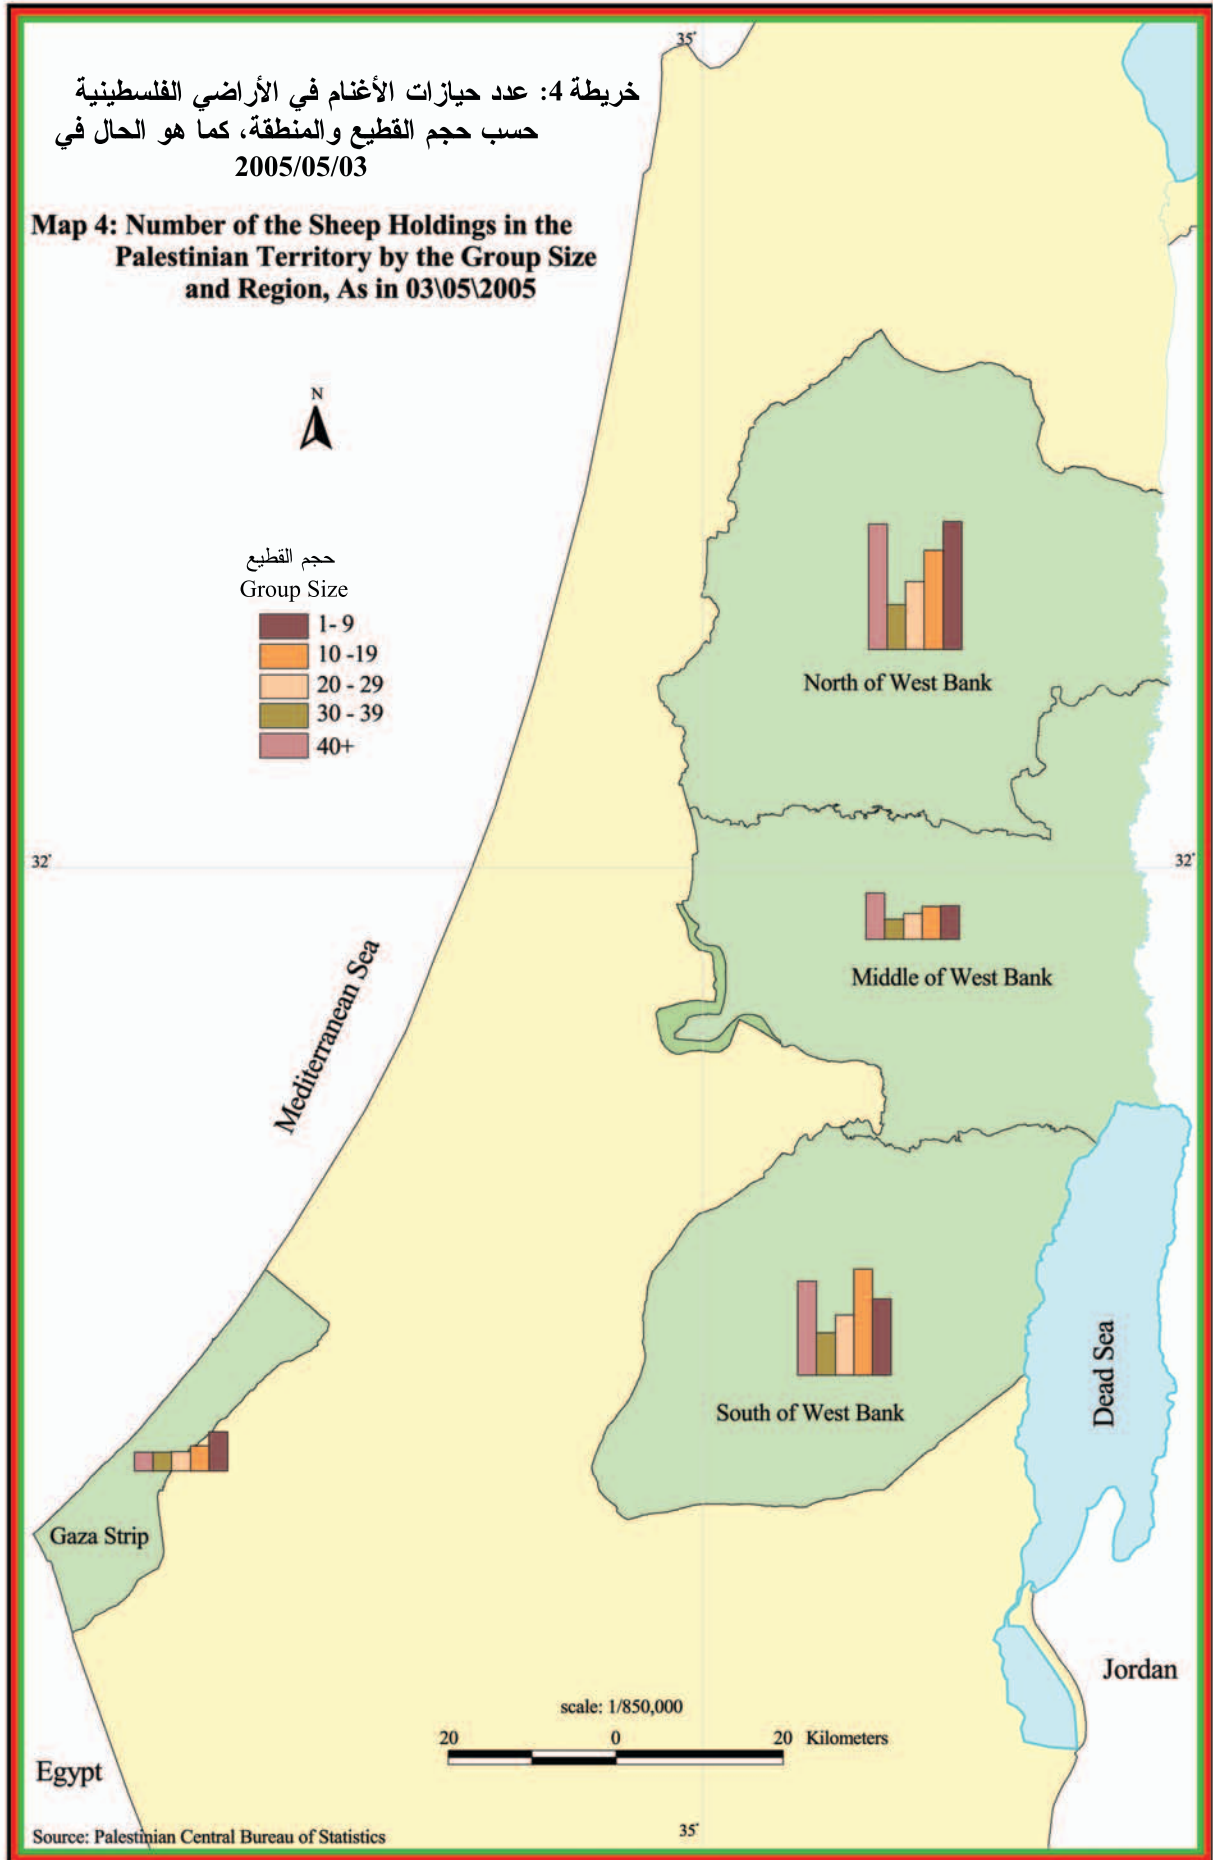 35°
خريطة 4: عدد حيازات الأغنام في الأراضي الفلسطينية
حسب حجم القطيع والمنطقة، كما هو الحال في
2005/05/03
Map 4: Number of the Sheep Holdings in the
Palestinian Territory by the Group Size
and Region, As in 03\05\2005
N
حجم القطيع
Group Size
1- 9
10 -19
20 - 29
30 - 39
40+
North of West Bank
32°
32°
Middle of West Bank
Mediterranean Sea
Dead Sea
South of West Bank
Gaza Strip
Jordan
scale: 1/850,000
20 0 20 Kilometers
Egypt
35°
Source: Palestinian Central Bureau of Statistics